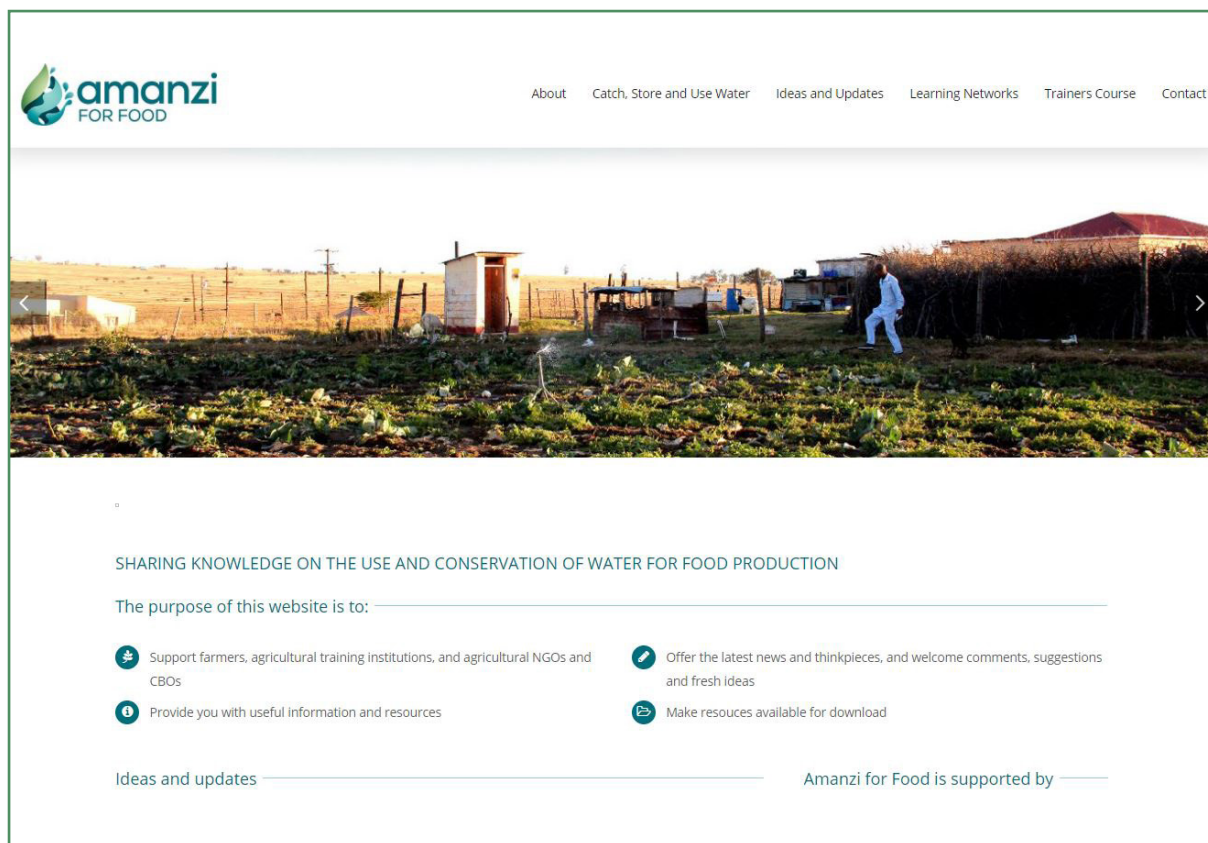 amanzi
FOR FOOD
About Catch, Store and Use Water Ideas and Updates Learning Networks Trainers Course Contact
SHARING KNOWLEDGE ON THE USE AND CONSERVATION OF WATER FOR FOOD PRODUCTION
The purpose of this website is to:
Support farmers, agricultural training institutions, and agricultural NGOs and
CBOs
Provide you with useful information and resources
Offer the latest news and thinkpieces, and welcome comments, suggestions
and fresh ideas
Make resouces available for download
Ideas and updates
Amanzi for Food is supported by